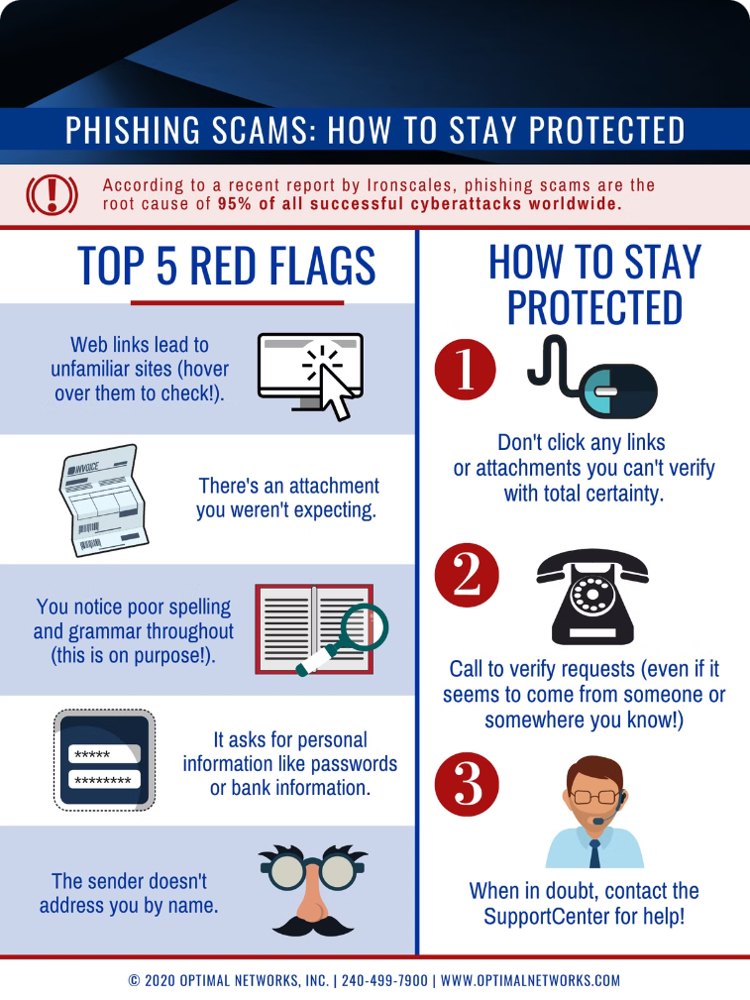 PHISHING SCAMS: HOW TO STAY PROTECTED
According to a recent report by Ironscales, phishing scams are the
root cause of 95% of all successful cyberattacks worldwide.
TOP 5 RED FLAGS
Web links lead to
unfamiliar sites (hover
over them to check!).
INVOICE
There's an attachment
you weren't expecting.
You notice poor spelling
and grammar throughout
(this is on purpose!).
*****
********
It asks for personal
information like passwords
or bank information.
The sender doesn't
address you by name.
HOW TO STAY
PROTECTED
1
Don't click any links
or attachments you can't verify
with total certainty.
2
Call to verify requests (even if it
seems to come from someone or
somewhere you know!)
3
When in doubt, contact the
SupportCenter for help!
© 2020 OPTIMAL NETWORKS, INC. | 240-499-7900 | WWW.OPTIMALNETWORKS.COM